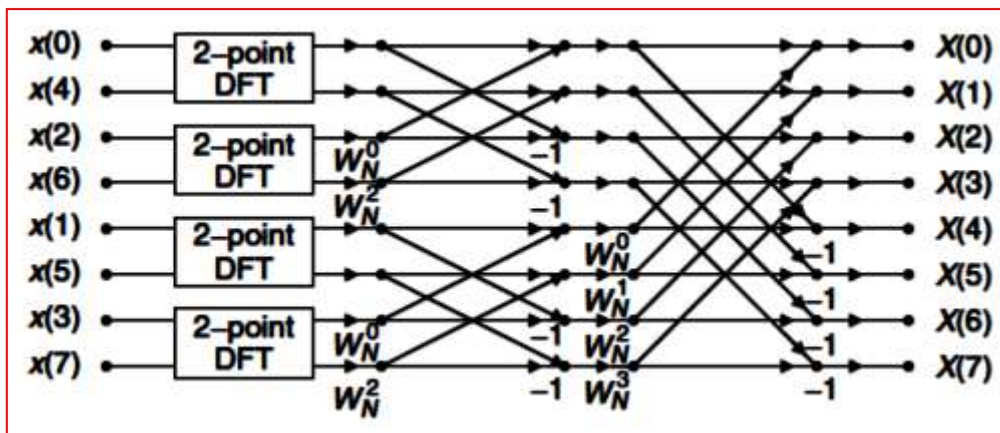 x(0)
x(4)
x(2)
x(6)
x(1)
x(5)
x(3)
x(7)
2–point
DFT
2–point
DFT
2–point
DFT
2–point
DFT
W_N^0
W_N^2
W_N^0
W_N^2
–1
–1
–1
–1
W_N^0
W_N^1
W_N^2
W_N^3
–1
–1
–1
–1
X(0)
X(1)
X(2)
X(3)
X(4)
X(5)
X(6)
X(7)